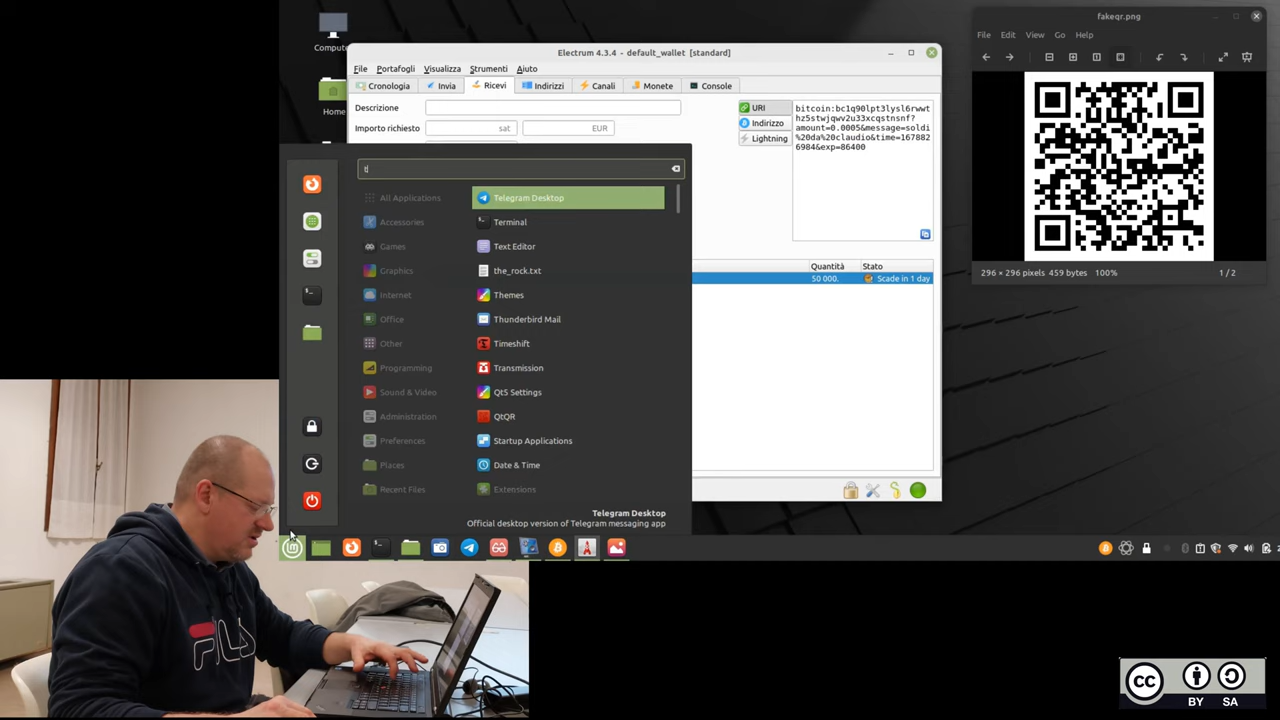 Compute
Home
Electrum 4.3.4 - default_wallet [standard]
File Portafogli Visualizza Strumenti Aiuto
Cronologia Invia Ricevi Indirizzi Canali Monete Console
Descrizione
Importo richiesto sat EUR
URI
Indirizzo
Lightning
bitcoin:bc1q90lpt3lysl6rwwt
hz5stwjqwv2u33xcqstnsnf?
amount=0.0005&message=soldi
%20da%20claudio&time=167882
6984&exp=86400
Quantità Stato
50 000. Scade in 1 day
fakeqr.png
File Edit View Go Help
296 × 296 pixels 459 bytes 100% 1 / 2
t
All Applications
Accessories
Games
Graphics
Internet
Office
Other
Programming
Sound & Video
Administration
Preferences
Places
Recent Files
Telegram Desktop
Terminal
Text Editor
the_rock.txt
Themes
Thunderbird Mail
Timeshift
Transmission
Qt5 Settings
QtQR
Startup Applications
Date & Time
Extensions
Telegram Desktop
Official desktop version of Telegram messaging app
FILA
CC
BY SA